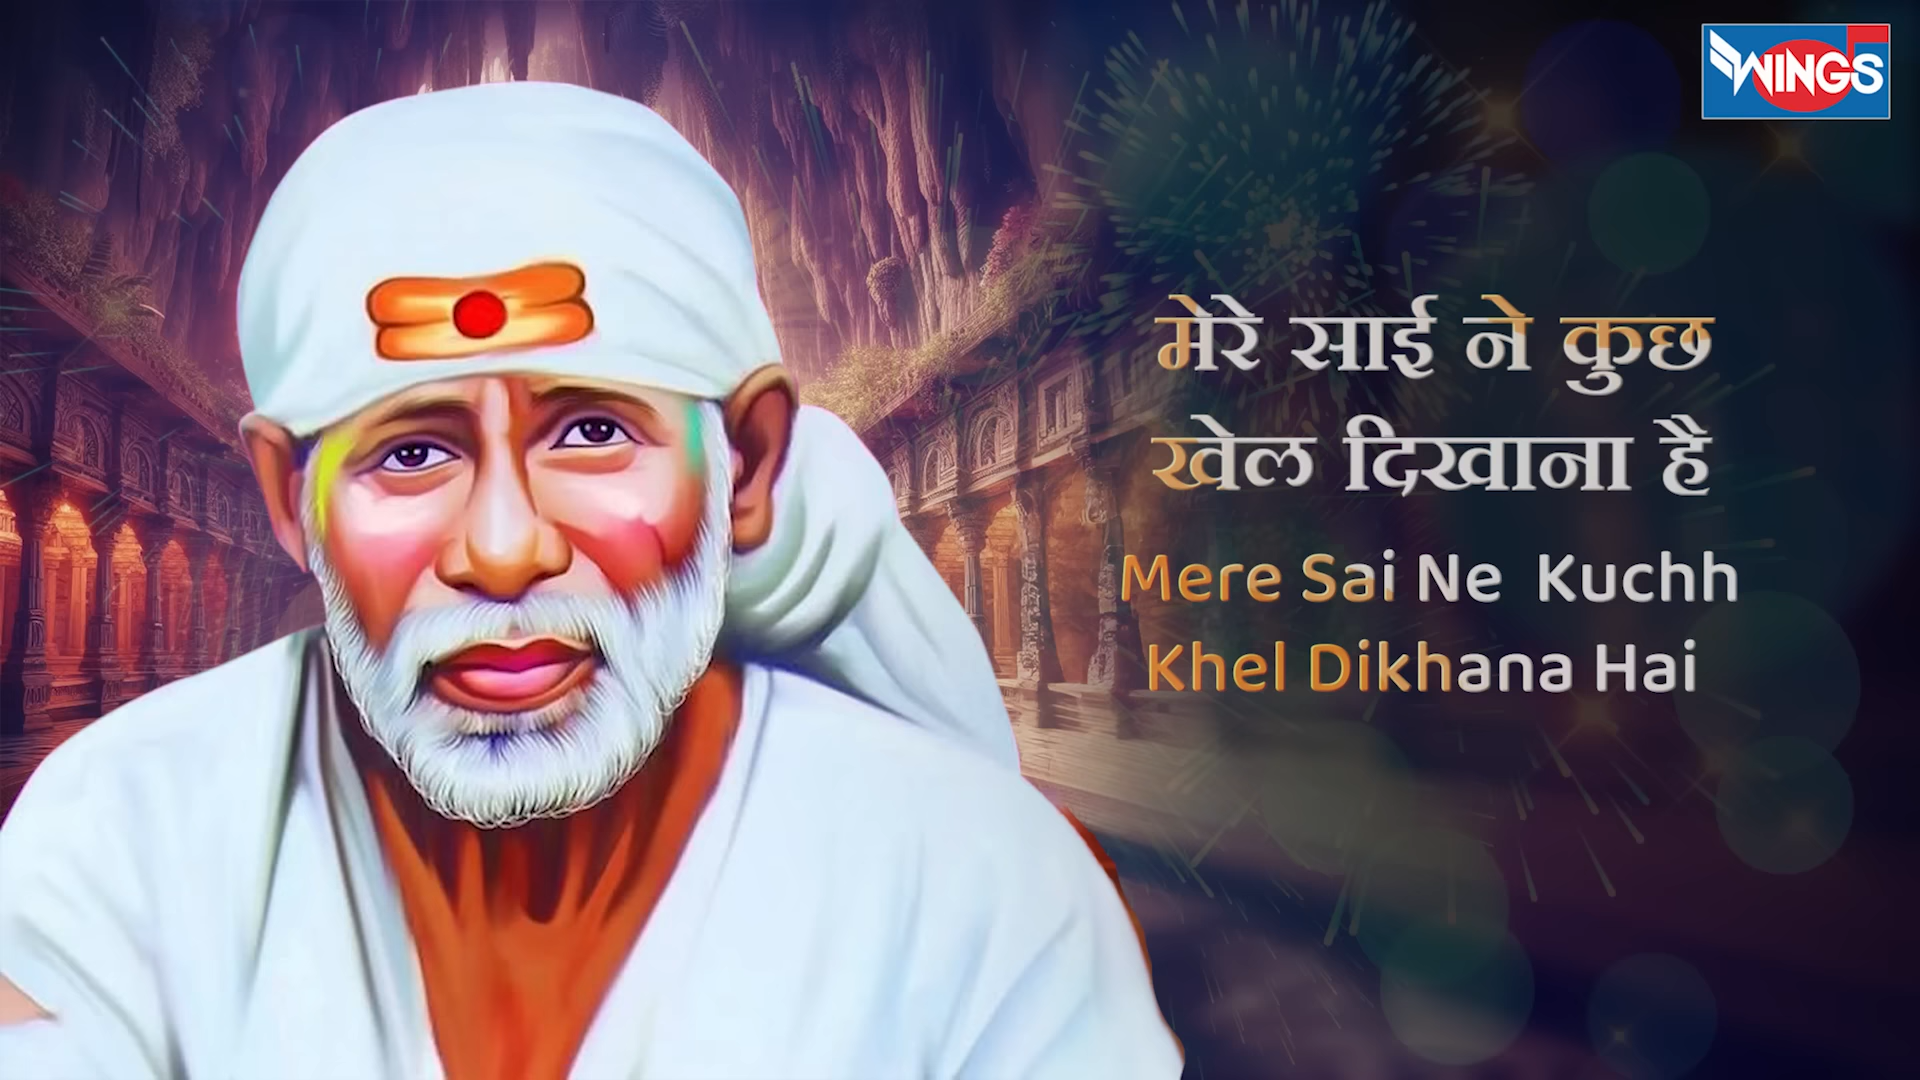 WINGS
मेरे साई ने कुछ
खेल दिखाना है
Mere Sai Ne Kuchh
Khel Dikhana Hai